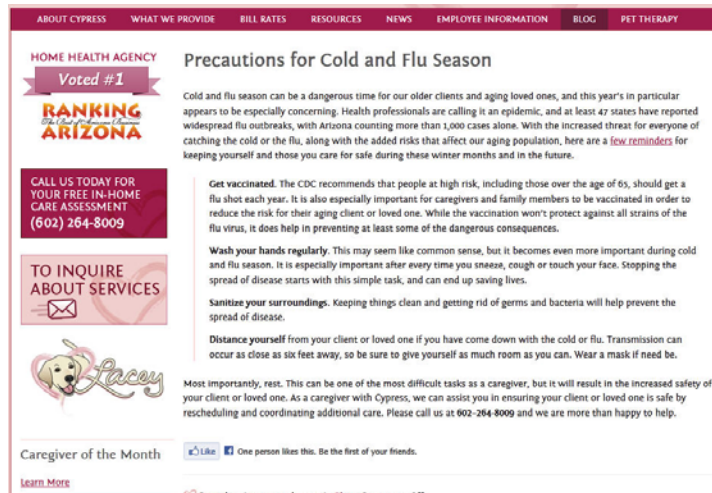 ABOUT CYPRESS WHAT WE PROVIDE BILL RATES RESOURCES NEWS EMPLOYEE INFORMATION BLOG PET THERAPY
HOME HEALTH AGENCY
Voted #1
RANKING
ARIZONA
CALL US TODAY FOR
YOUR FREE IN-HOME
CARE ASSESSMENT
(602) 264-8009
TO INQUIRE
ABOUT SERVICES
Lacey
Caregiver of the Month
Learn More
Precautions for Cold and Flu Season
Cold and flu season can be a dangerous time for our older clients and aging loved ones, and this year's in particular
appears to be especially concerning. Health professionals are calling it an epidemic, and at least 47 states have reported
widespread flu outbreaks, with Arizona counting more than 1,000 cases alone. With the increased threat for everyone of
catching the cold or the flu, along with the added risks that affect our aging population, here are a few reminders for
keeping yourself and those you care for safe during these winter months and in the future.
Get vaccinated. The CDC recommends that people at high risk, including those over the age of 65, should get a
flu shot each year. It is also especially important for caregivers and family members to be vaccinated in order to
reduce the risk for their aging client or loved one. While the vaccination won't protect against all strains of the
flu virus, it does help in preventing at least some of the dangerous consequences.
Wash your hands regularly. This may seem like common sense, but it becomes even more important during cold
and flu season. It is especially important after every time you sneeze, cough or touch your face. Stopping the
spread of disease starts with this simple task, and can end up saving lives.
Sanitize your surroundings. Keeping things clean and getting rid of germs and bacteria will help prevent the
spread of disease.
Distance yourself from your client or loved one if you have come down with the cold or flu. Transmission can
occur as close as six feet away, so be sure to give yourself as much room as you can. Wear a mask if need be.
Most importantly, rest. This can be one of the most difficult tasks as a caregiver, but it will result in the increased safety of
your client or loved one. As a caregiver with Cypress, we can assist you in ensuring your client or loved one is safe by
rescheduling and coordinating additional care. Please call us at 602-264-8009 and we are more than happy to help.
Like One person likes this. Be the first of your friends.